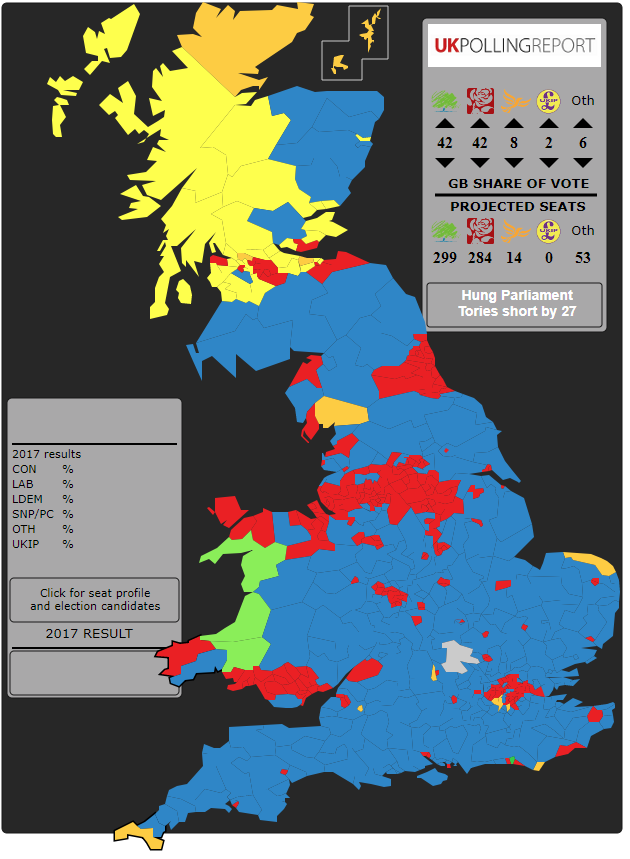 UKPOLLINGREPORT
UKIP £ Oth
42 42 8 2 6
GB SHARE OF VOTE
PROJECTED SEATS
UKIP £ Oth
299 284 14 0 53
Hung Parliament
Tories short by 27
2017 results
CON %
LAB %
LDEM %
SNP/PC %
OTH %
UKIP %
Click for seat profile
and election candidates
2017 RESULT